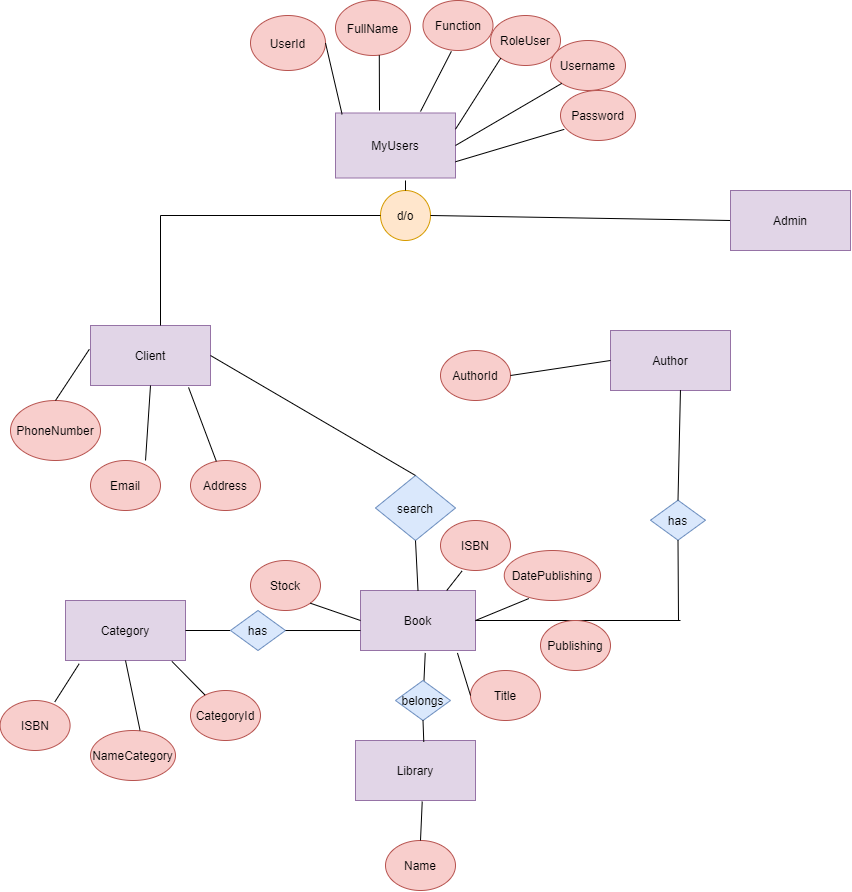 UserId
FullName
Function
RoleUser
Username
Password
MyUsers
d/o
Admin
Client
Author
AuthorId
PhoneNumber
Email
Address
search
has
ISBN
DatePublishing
Stock
Category
has
Book
Publishing
belongs
Title
ISBN
NameCategory
CategoryId
Library
Name